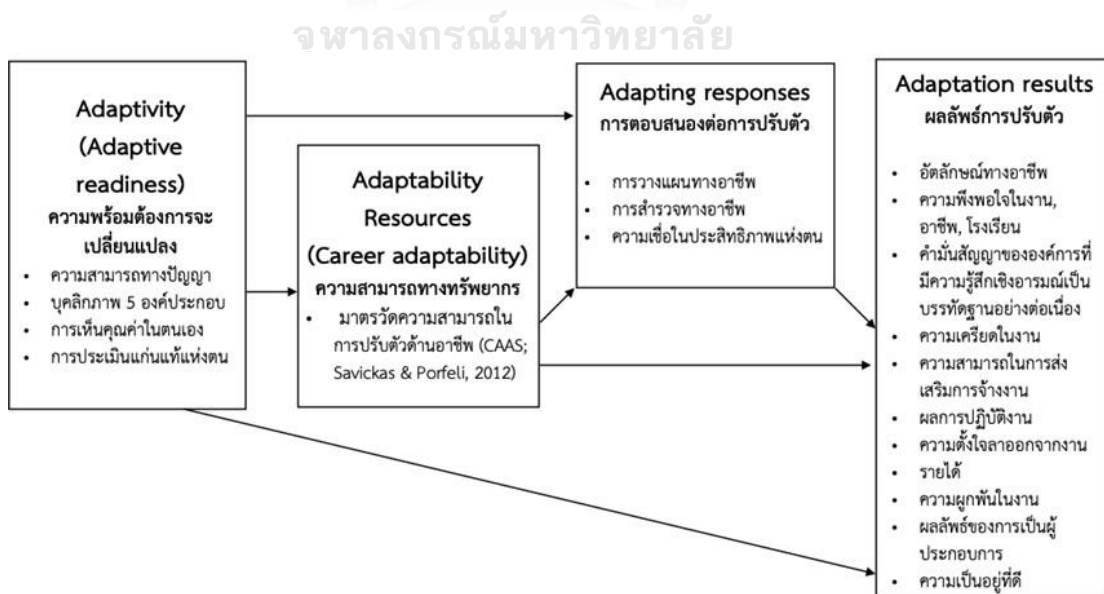 จุฬาลงกรณ์มหาวิทยาลัย
Adaptivity
(Adaptive
readiness)
ความพร้อมต้องการจะ
เปลี่ยนแปลง
• ความสามารถทางปัญญา
• บุคลิกภาพ 5 องค์ประกอบ
• การเห็นคุณค่าในตนเอง
• การประเมินแก่นแท้แห่งตน
Adaptability
Resources
(Career adaptability)
ความสามารถทางทรัพยากร
• มาตรวัดความสามารถใน
การปรับตัวด้านอาชีพ (CAAS;
Savickas & Porfeli, 2012)
Adapting responses
การตอบสนองต่อการปรับตัว
• การวางแผนทางอาชีพ
• การสำรวจทางอาชีพ
• ความเชื่อในประสิทธิภาพแห่งตน
Adaptation results
ผลลัพธ์การปรับตัว
• อัตลักษณ์ทางอาชีพ
• ความพึงพอใจในงาน,
อาชีพ, โรงเรียน
• คำมั่นสัญญาขององค์การที่
มีความรู้สึกเชิงอารมณ์เป็น
บรรทัดฐานอย่างต่อเนื่อง
• ความเครียดในงาน
• ความสามารถในการส่ง
เสริมการจ้างงาน
• ผลการปฏิบัติงาน
• ความตั้งใจลาออกจากงาน
• รายได้
• ความผูกพันในงาน
• ผลลัพธ์ของการเป็นผู้
ประกอบการ
• ความเป็นอยู่ที่ดี